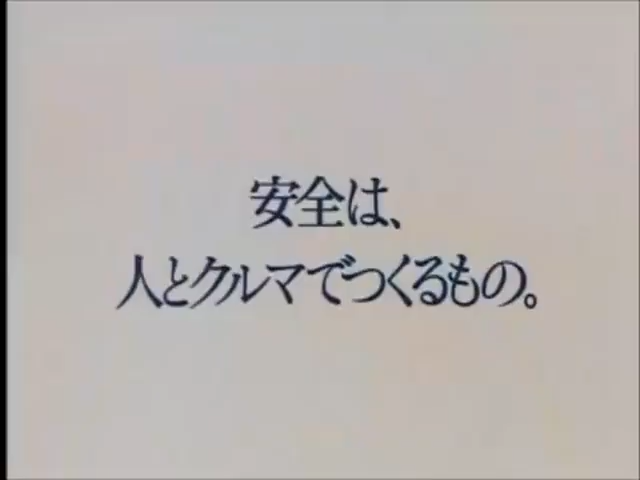 安全は、
人とクルマでつくるもの。